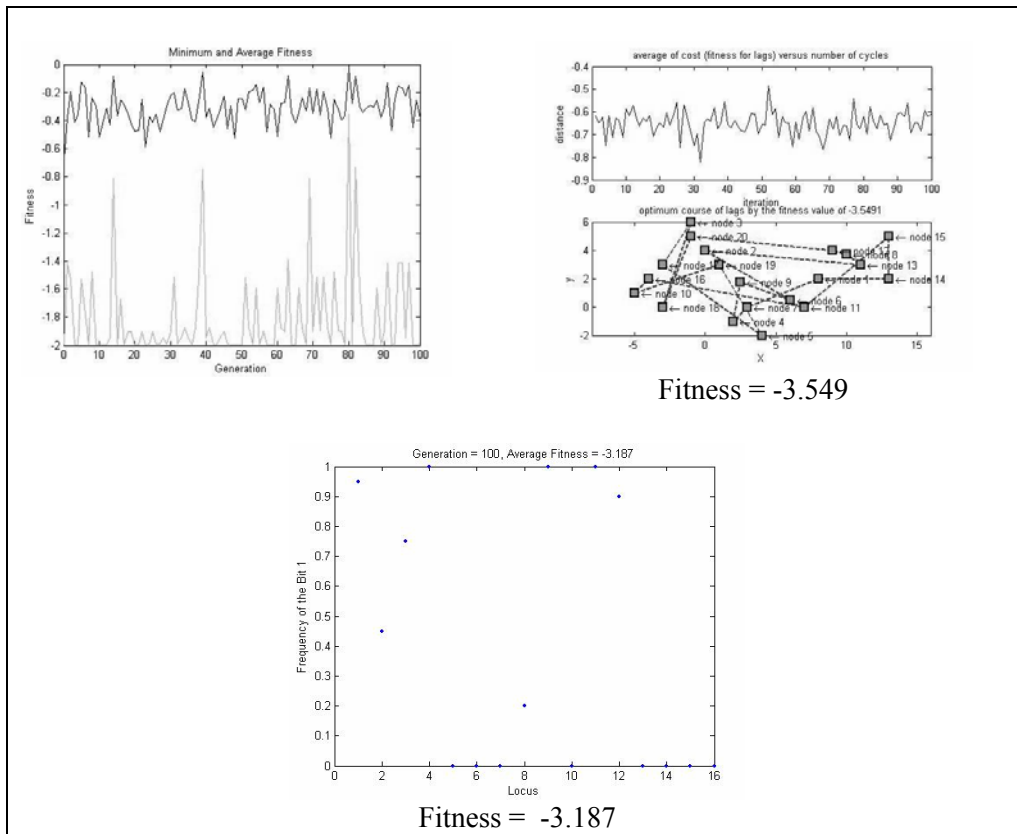 Minimum and Average Fitness
Fitness
0
-0.2
-0.4
-0.6
-0.8
-1
-1.2
-1.4
-1.6
-1.8
-2
0 10 20 30 40 50 60 70 80 90 100
Generation
average of cost (fitness for lags) versus number of cycles
distance
-0.4
-0.5
-0.6
-0.7
-0.8
-0.9
0 10 20 30 40 50 60 70 80 90 100
iteration
optimum course of lags by the fitness value of -3.5491
y
6
4
2
0
-2
← node 3
← node 20
← node 2
← node 15
← node 8
← node 19
← node 13
← node 16
← node 9
← node 1
← node 14
← node 10
← node 6
← node 18
← node 7
← node 11
← node 4
← node 5
-5 0 5 10 15
X
Fitness = -3.549
Generation = 100, Average Fitness = -3.187
Frequency of the Bit 1
1
0.9
0.8
0.7
0.6
0.5
0.4
0.3
0.2
0.1
0
0 2 4 6 8 10 12 14 16
Locus
Fitness = -3.187